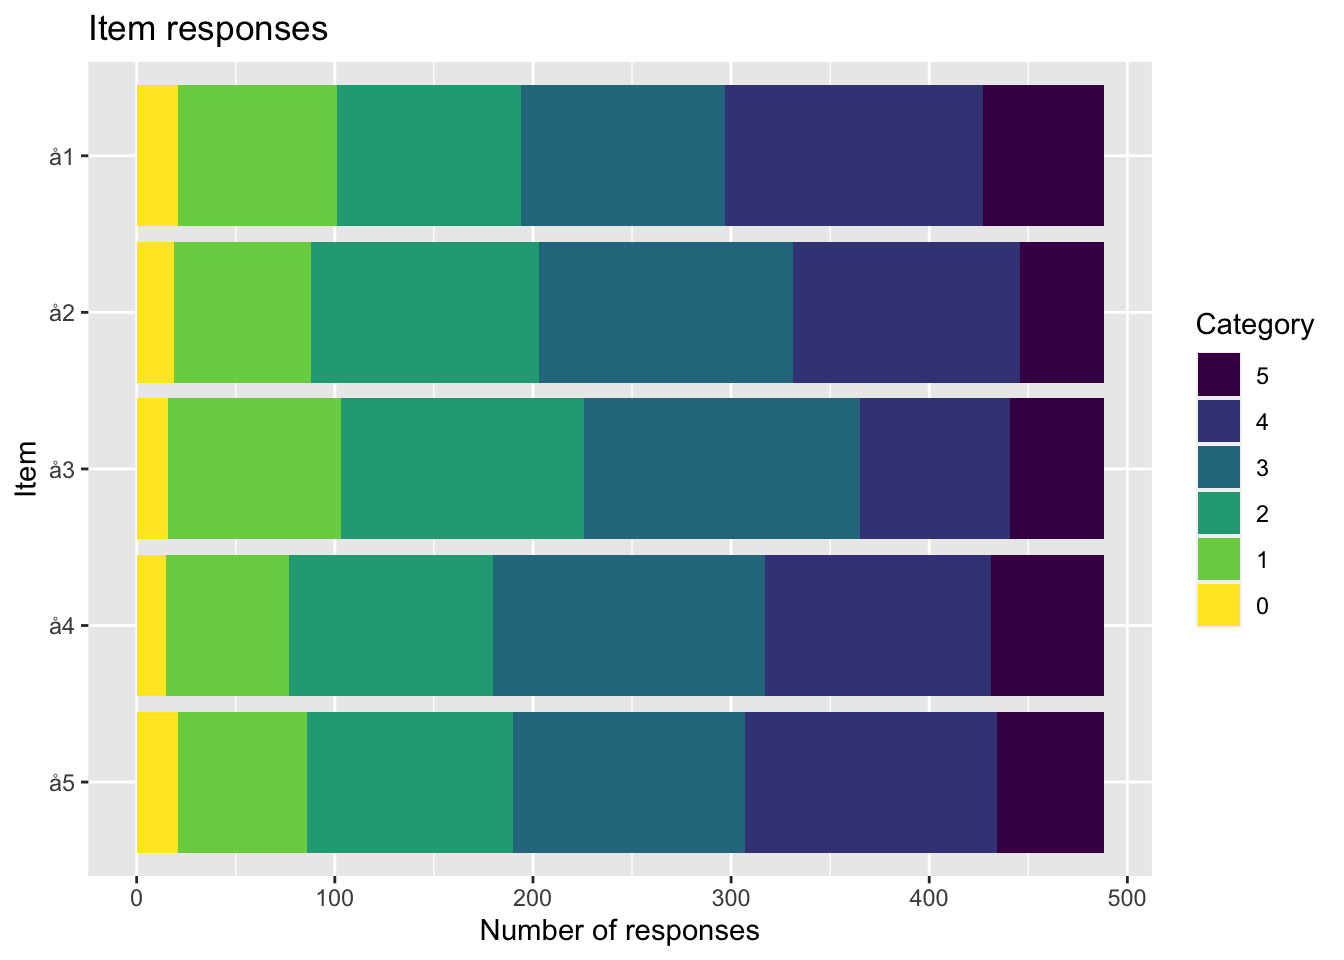 Item responses
å1
å2
å3
å4
å5
Item
0 100 200 300 400 500
Number of responses
Category
5
4
3
2
1
0